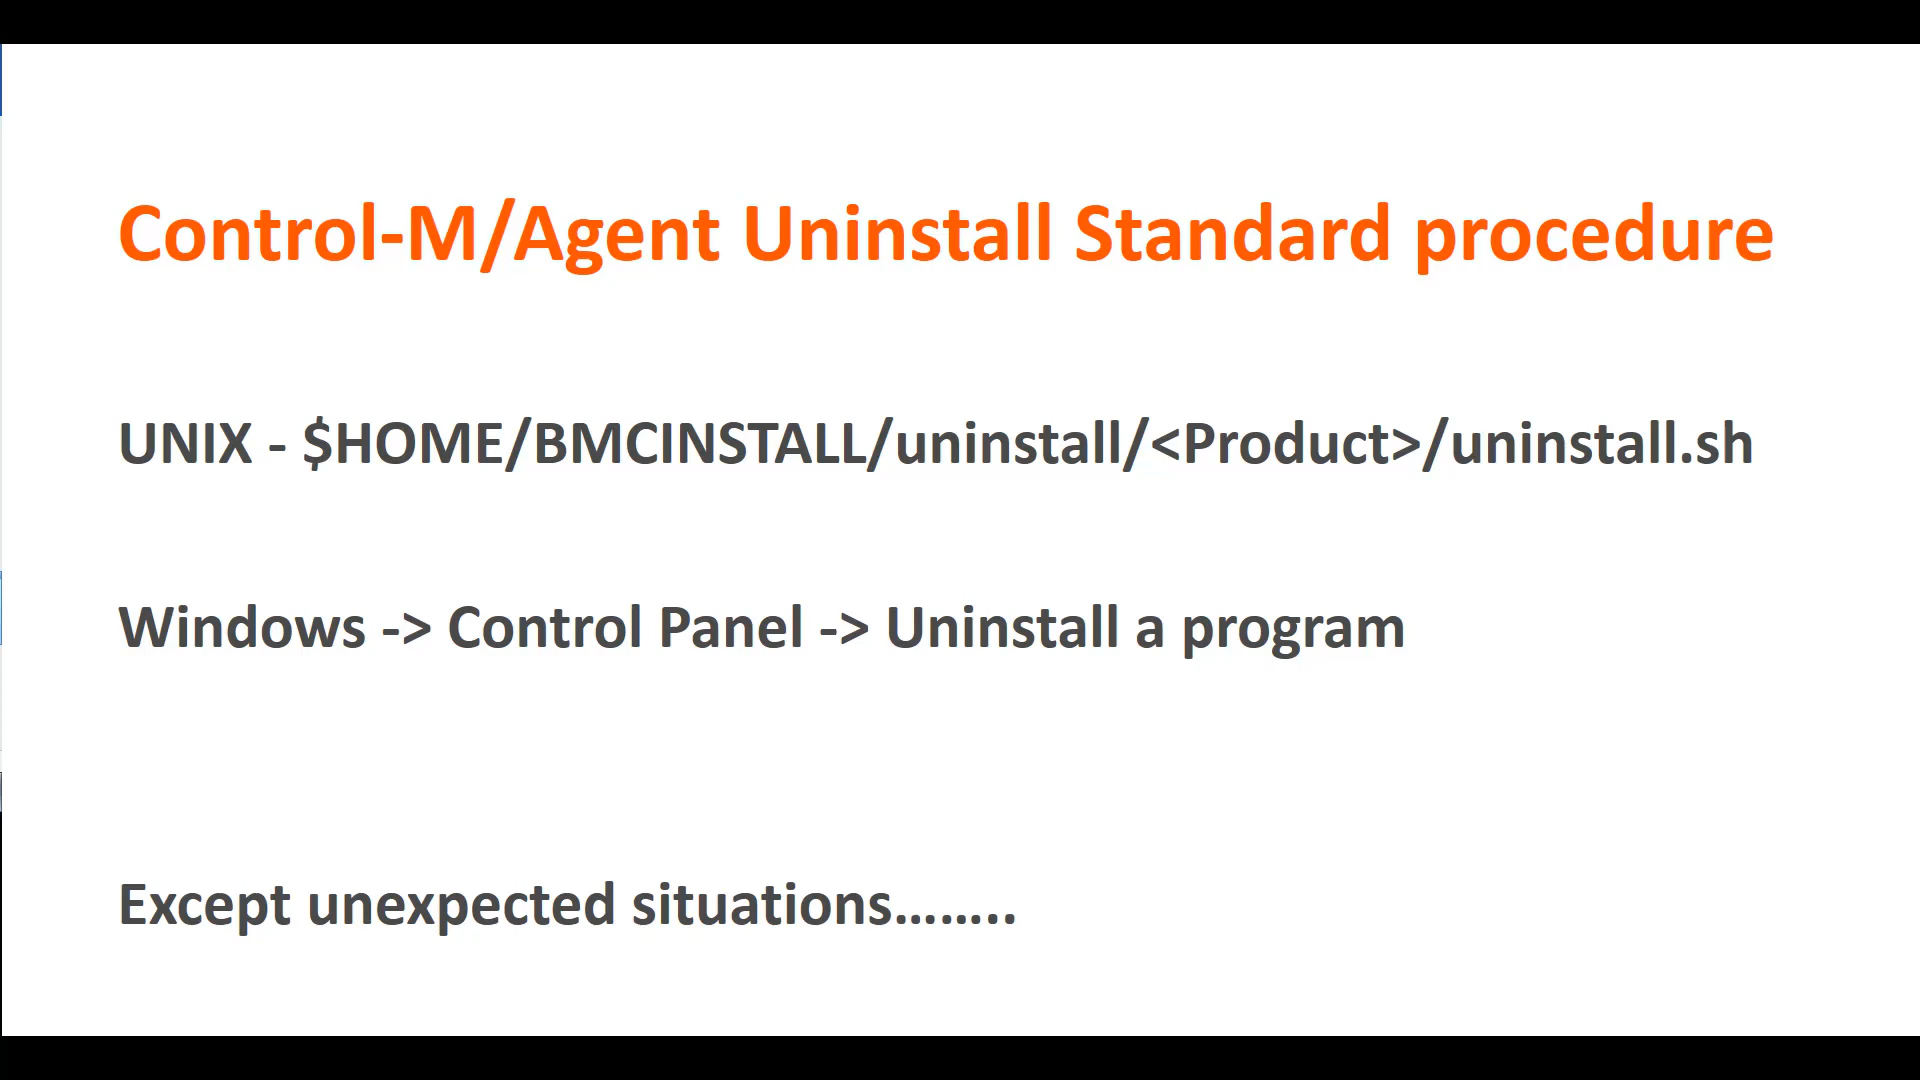 Control-M/Agent Uninstall Standard procedure
UNIX - $HOME/BMCINSTALL/uninstall/<Product>/uninstall.sh
Windows -> Control Panel -> Uninstall a program
Except unexpected situations……..